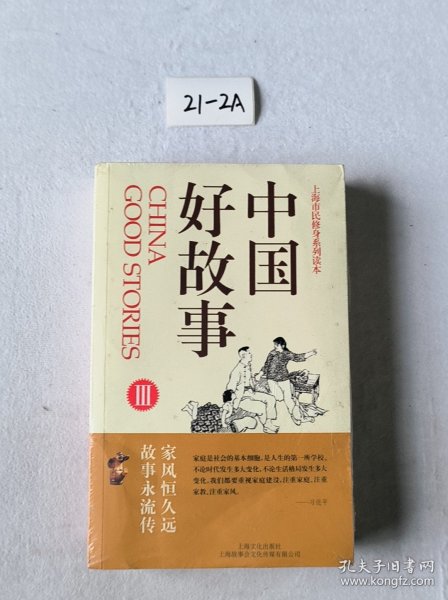 21-2A
上海市民修身系列读本
中国
好故事
CHINA
GOOD STORIES
III
家风恒久远
故事永流传
家庭是社会的基本细胞,是人生的第一所学校。
不论时代发生多大变化,不论生活格局发生多大
变化,我们都要重视家庭建设,注重家庭、注重
家教、注重家风。
——习近平
上海文化出版社
上海故事会文化传媒有限公司
孔夫子旧书网